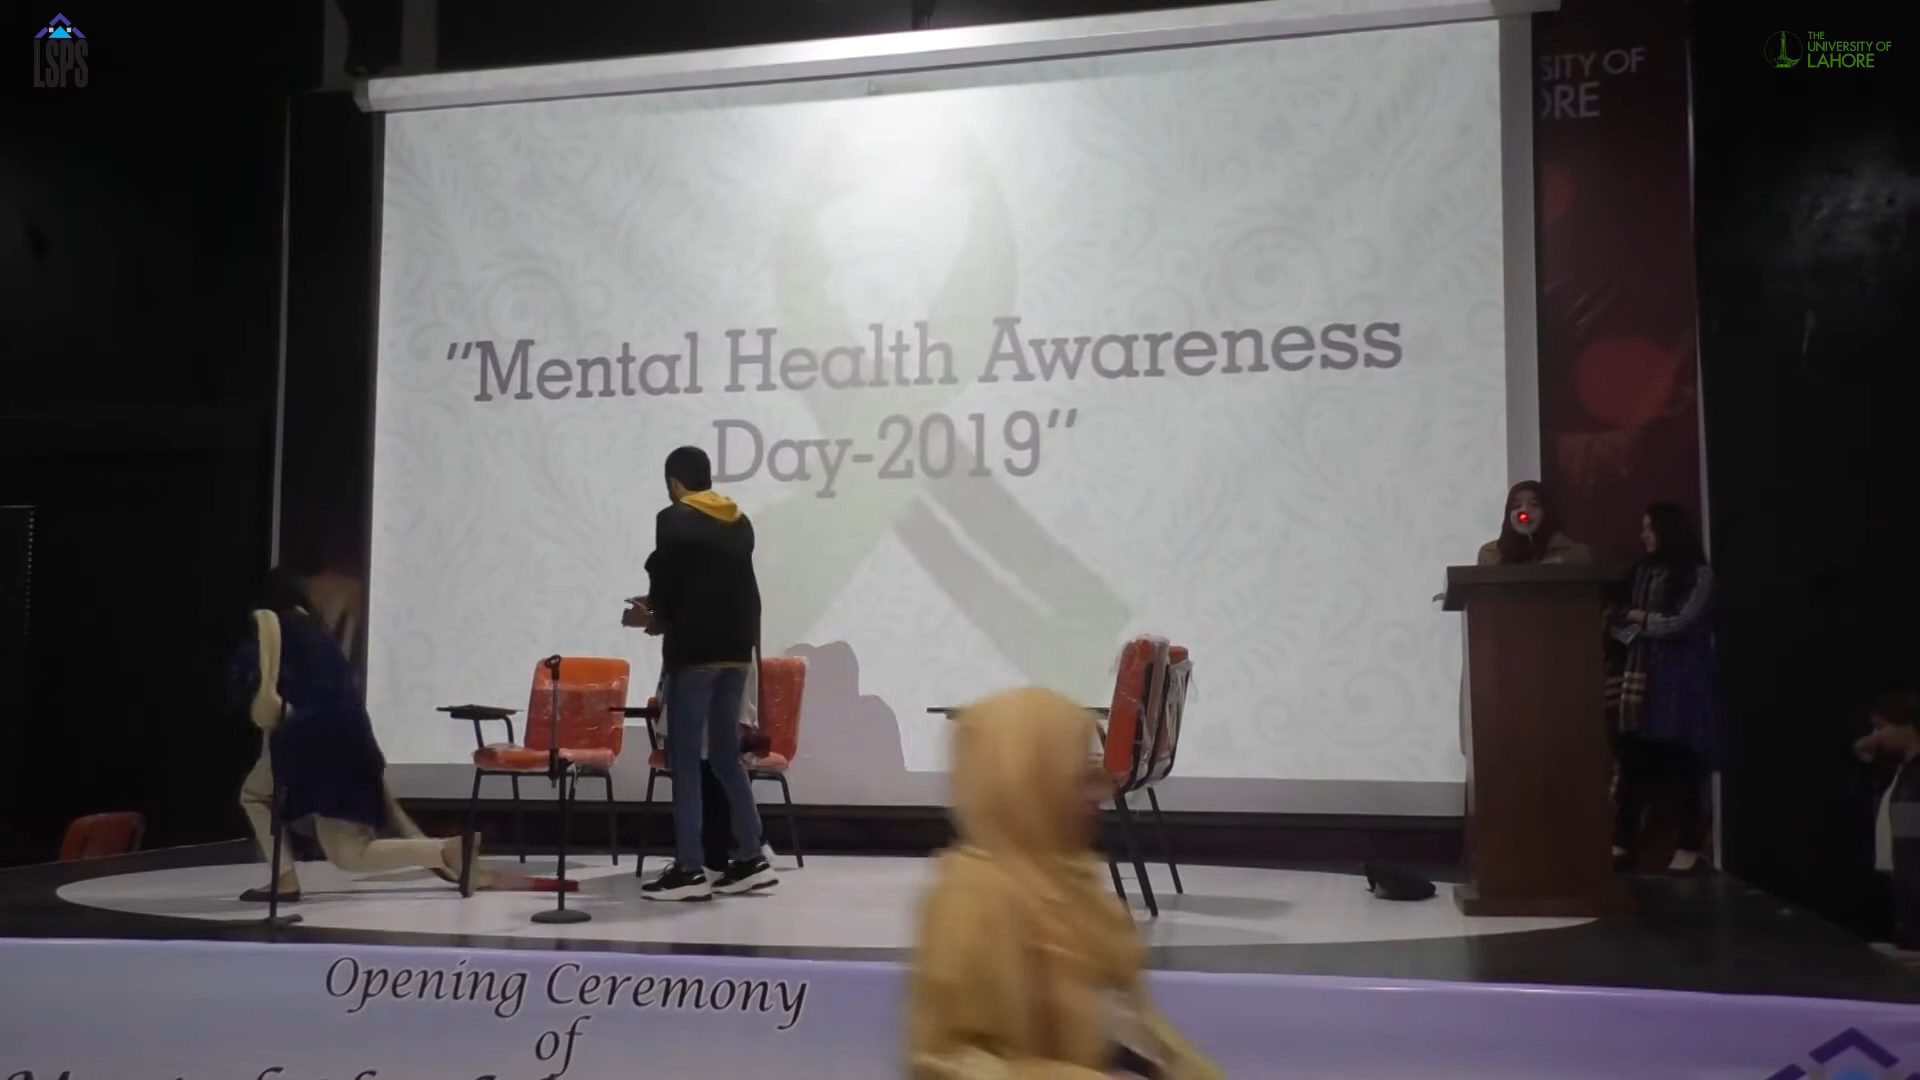 LSPS
THE
UNIVERSITY OF
LAHORE
SITY OF
ORE
"Mental Health Awareness
Day-2019"
Opening Ceremony
of